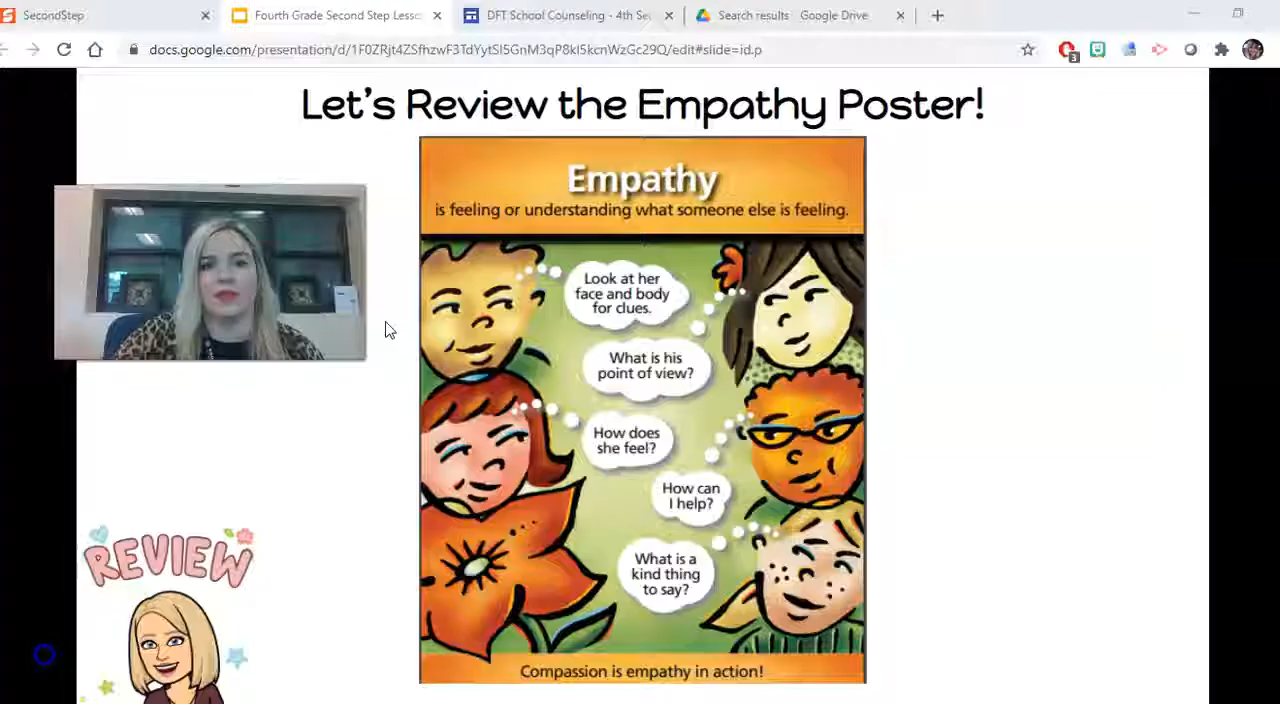 SecondStep
Fourth Grade Second Step Lesso
DFT School Counseling - 4th Se
Search results - Google Drive
docs.google.com/presentation/d/1F0ZRjt4ZSfhzwF3TdYytSI5GnM3qP8kI5kcnWzGc29Q/edit#slide=id.p
3
Let's Review the Empathy Poster!
Empathy
is feeling or understanding what someone else is feeling.
Look at her
face and body
for clues.
What is his
point of view?
How does
she feel?
How can
I help?
What is a
kind thing
to say?
Compassion is empathy in action!
REVIEW